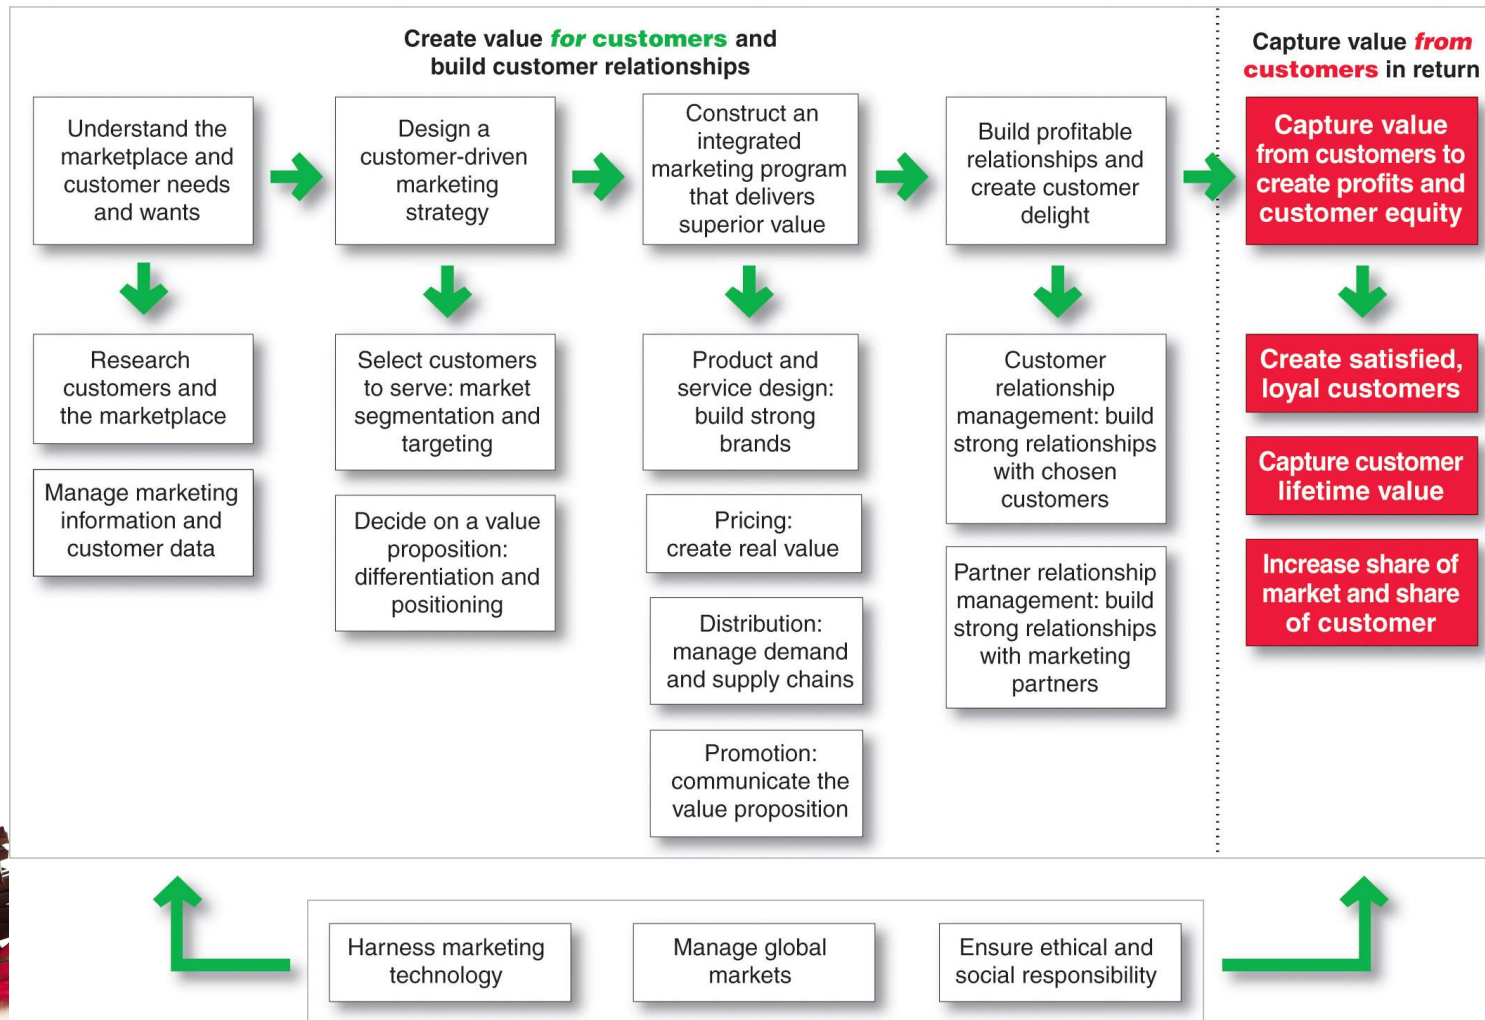 Create value for customers and
build customer relationships
Capture value from
customers in return
Understand the
marketplace and
customer needs
and wants
Design a
customer-driven
marketing
strategy
Construct an
integrated
marketing program
that delivers
superior value
Build profitable
relationships and
create customer
delight
Capture value
from customers to
create profits and
customer equity
Research
customers and
the marketplace
Manage marketing
information and
customer data
Select customers
to serve: market
segmentation and
targeting
Decide on a value
proposition:
differentiation and
positioning
Product and
service design:
build strong
brands
Pricing:
create real value
Distribution:
manage demand
and supply chains
Promotion:
communicate the
value proposition
Customer
relationship
management: build
strong relationships
with chosen
customers
Partner relationship
management: build
strong relationships
with marketing
partners
Create satisfied,
loyal customers
Capture customer
lifetime value
Increase share of
market and share
of customer
Harness marketing
technology
Manage global
markets
Ensure ethical and
social responsibility